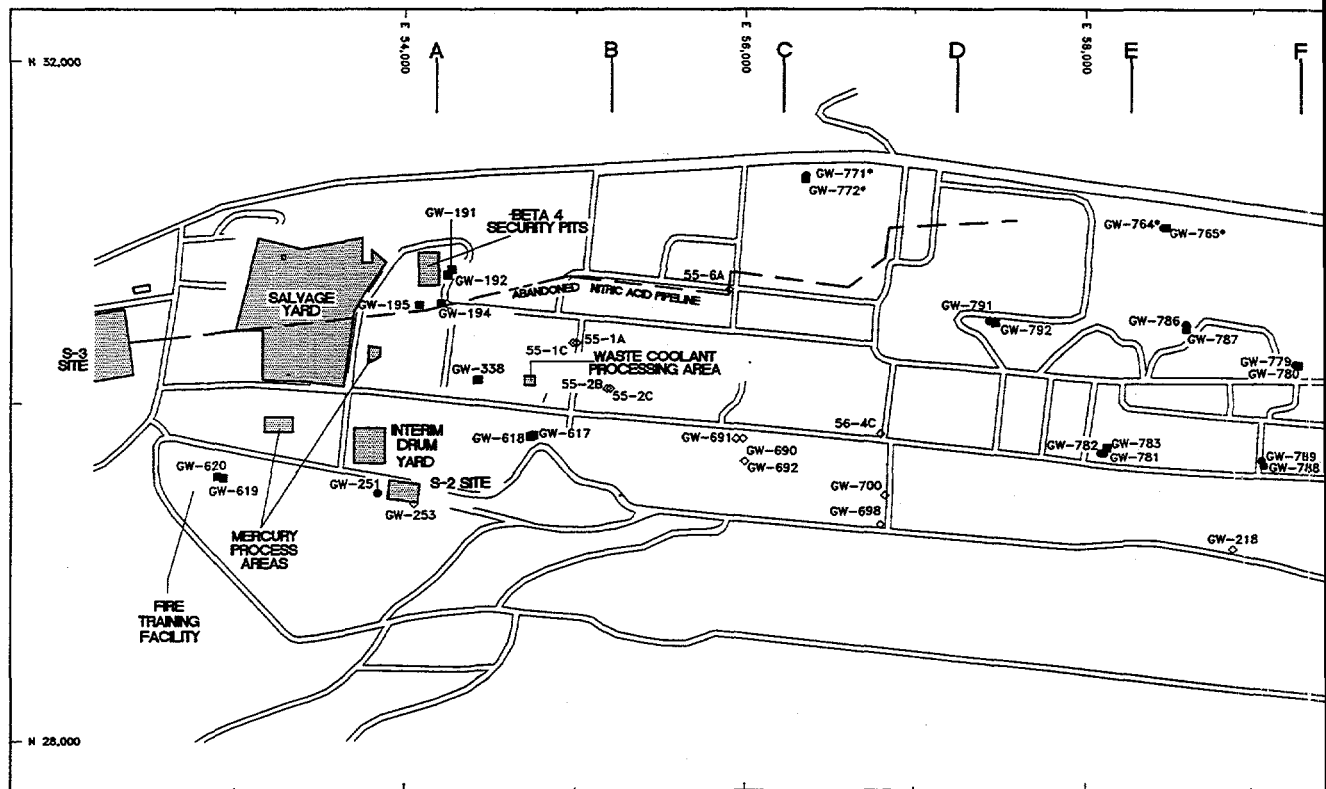 E 54,000
E 56,000
E 58,000
A
B
C
D
E
F
N 32,000
GW-771*
GW-772*
GW-191
BETA 4
SECURITY PITS
GW-764*
GW-765*
GW-192
55-6A
ABANDONED NITRIC ACID PIPELINE
SALVAGE
YARD
GW-195
GW-194
GW-791
GW-792
GW-786
GW-787
S-3
SITE
55-1A
55-1C
WASTE COOLANT
PROCESSING AREA
GW-338
GW-779
GW-780
55-2B
55-2C
56-4C
GW-618
GW-617
GW-691
GW-690
GW-692
GW-782
GW-783
GW-781
GW-789
GW-788
INTERIM
DRUM
YARD
GW-620
GW-619
GW-251
S-2 SITE
GW-253
GW-700
GW-698
GW-218
MERCURY
PROCESS
AREAS
FIRE
TRAINING
FACILITY
N 28,000